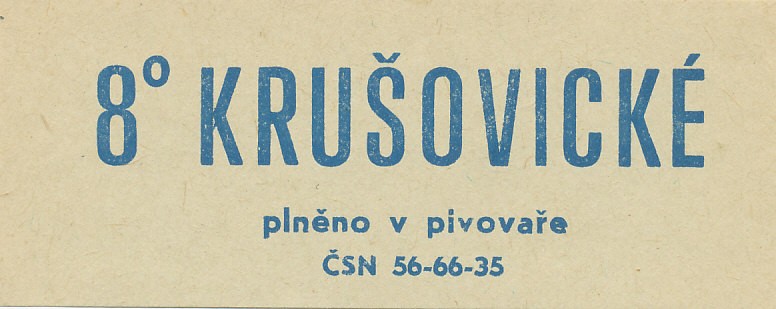 8° KRUŠOVICKÉ
plněno v pivovaře
ČSN 56-66-35